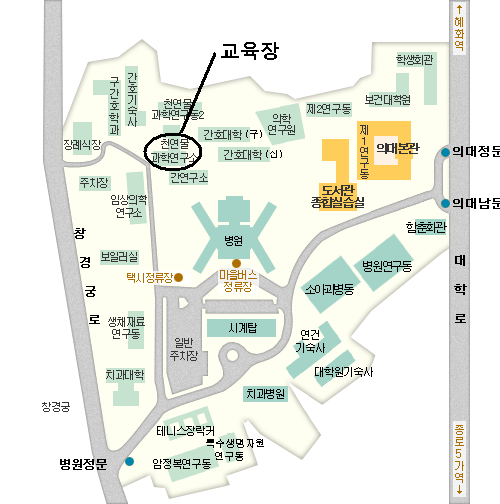 교육장
↑
혜화역
학생회관
간호기숙사
구간호학과
천연물
과학연구동2
보건대학원
제2연구동
의학
연구원
간호대학 (구)
제1연구동
의대본관
의대정문
장례식장
천연물
과학연구소
간호대학 (신)
간연구소
주차장
도서관
종합실습실
의대남문
임상의학
연구소
함춘회관
창경궁로
병원
보일러실
마을버스
정류장
택시정류장
병원연구동
소아과병동
대학로
생체재료
연구동
시계탑
일반
주차장
연건
기숙사
대학원기숙사
치과대학
치과병원
창경궁
테니스장락커
특수생명자원
연구동
암정복연구동
병원정문
종로5가역
↓